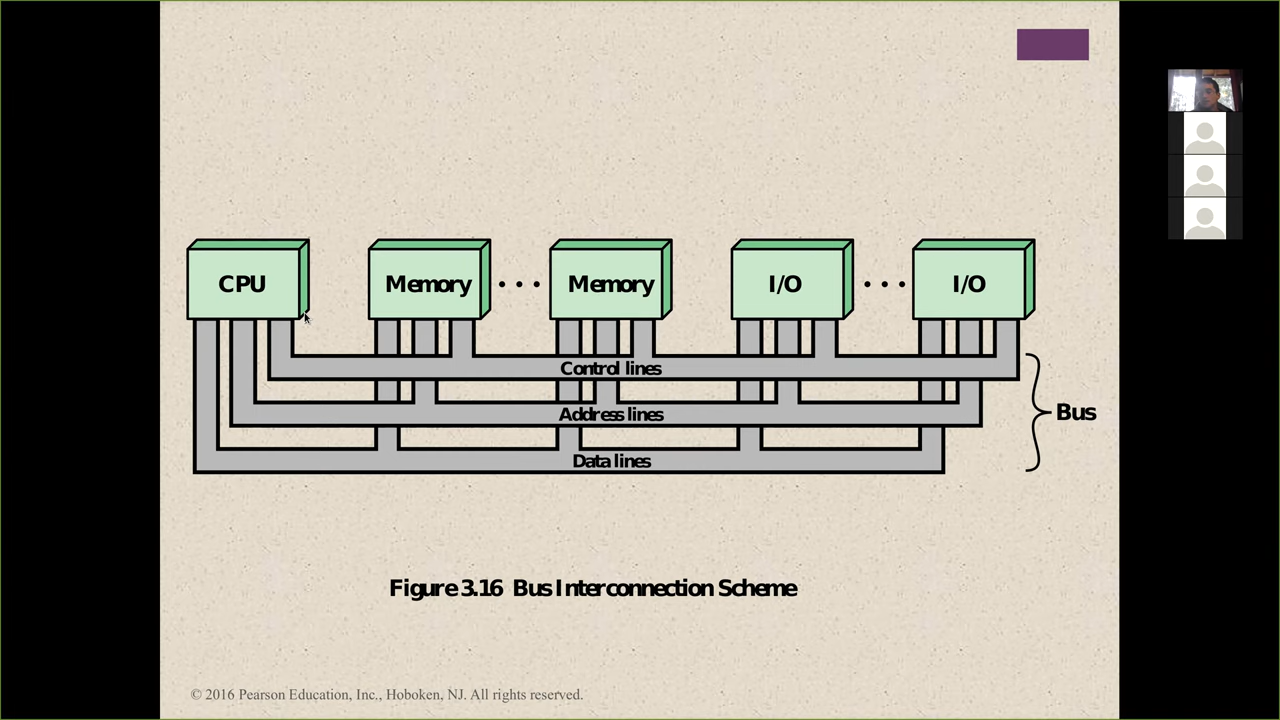 CPU
Memory
. . .
Memory
I/O
. . .
I/O
Control lines
Address lines
Bus
Data lines
Figure 3.16 Bus Interconnection Scheme
© 2016 Pearson Education, Inc., Hoboken, NJ. All rights reserved.